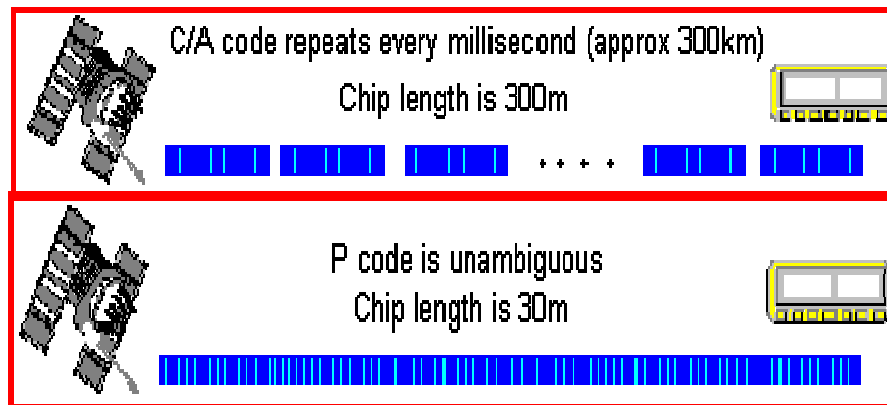 C/A code repeats every millisecond (approx 300km)
Chip length is 300m
P code is unambiguous
Chip length is 30m